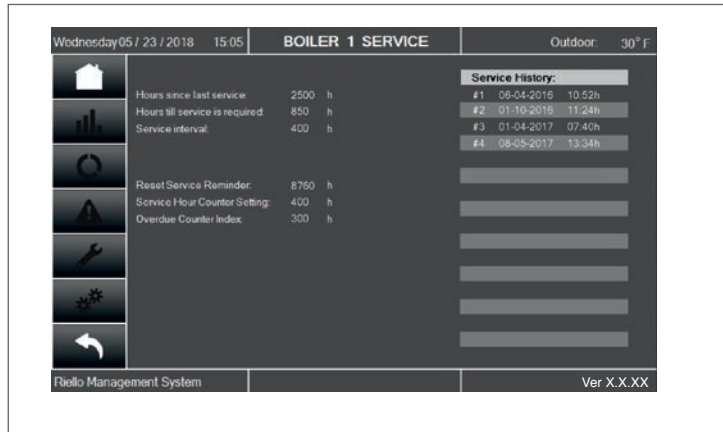 Wednesday 05 / 23 / 2018 15:05 BOILER 1 SERVICE Outdoor: 30° F
Service History:
Hours since last service: 2500 h
Hours till service is required: 850 h
Service interval: 400 h
Reset Service Reminder: 8760 h
Service Hour Counter Setting: 400 h
Overdue Counter Index: 300 h
#1 06-04-2016 10:52h
#2 01-10-2016 11:24h
#3 01-04-2017 07:40h
#4 08-05-2017 13:34h
Riello Management System Ver X.X.XX